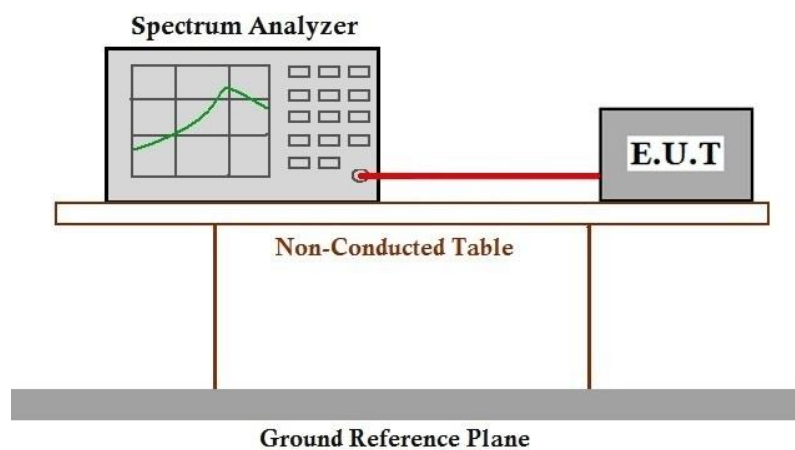 Spectrum Analyzer
E.U.T
Non-Conducted Table
Ground Reference Plane